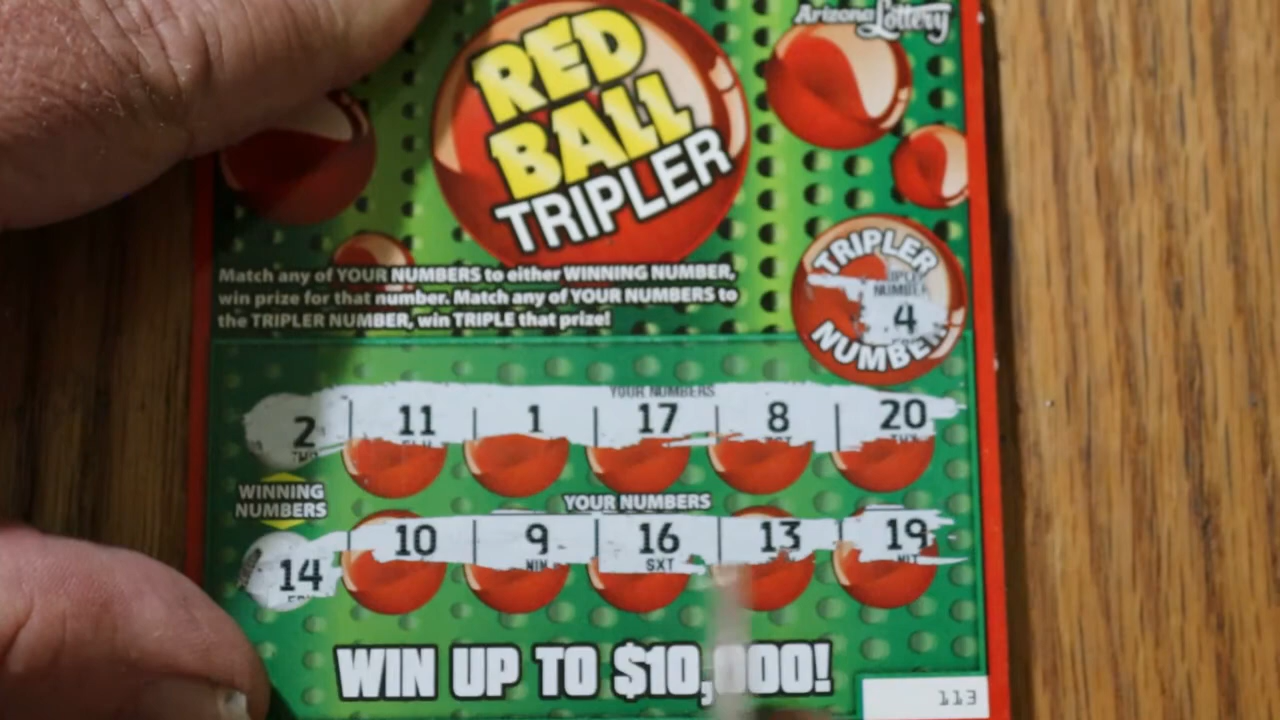 Arizona Lottery
RED
BALL
TRIPLER
Match any of YOUR NUMBERS to either WINNING NUMBER,
win prize for that number. Match any of YOUR NUMBERS to
the TRIPLER NUMBER, win TRIPLE that prize!
TRIPLER
NUMBER
4
NUMBER
YOUR NUMBERS
2 11 1 17 8 20
WINNING
NUMBERS
YOUR NUMBERS
14 10 9 16 13 19
NIN SXT
WIN UP TO $10,000!
113